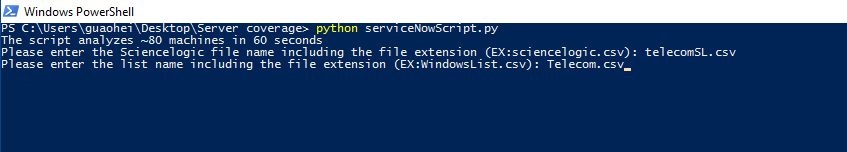 Windows PowerShell
PS C:\Users\guaohei\Desktop\Server coverage> python serviceNowScript.py
The script analyzes ~80 machines in 60 seconds
Please enter the Sciencelogic file name including the file extension (EX:sciencelogic.csv): telecomSL.csv
Please enter the list name including the file extension (EX:WindowsList.csv): Telecom.csv